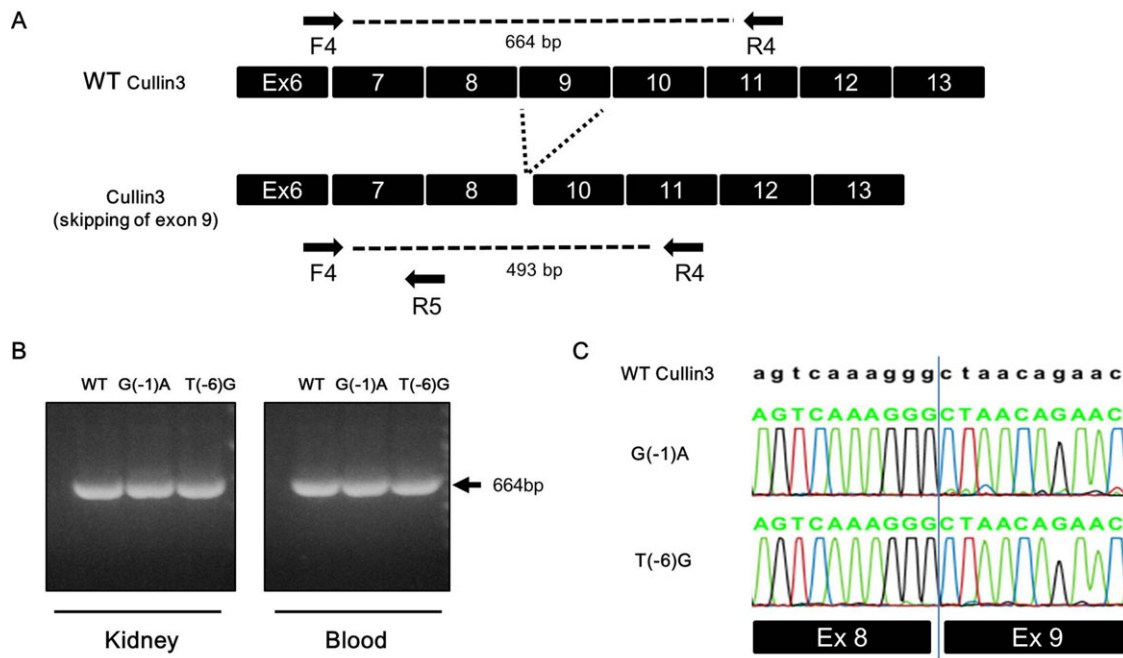 A
F4
664 bp
R4
WT Cullin3
Ex6 7 8 9 10 11 12 13
Cullin3
(skipping of exon 9)
Ex6 7 8 10 11 12 13
F4
493 bp
R4
R5
B
WT G(-1)A T(-6)G
WT G(-1)A T(-6)G
664bp
Kidney
Blood
C
WT Cullin3
agtcaaagggctaacagaac
AGTCAAAGGGCTAACAGAAC
G(-1)A
AGTCAAAGGGCTAACAGAAC
T(-6)G
Ex 8
Ex 9